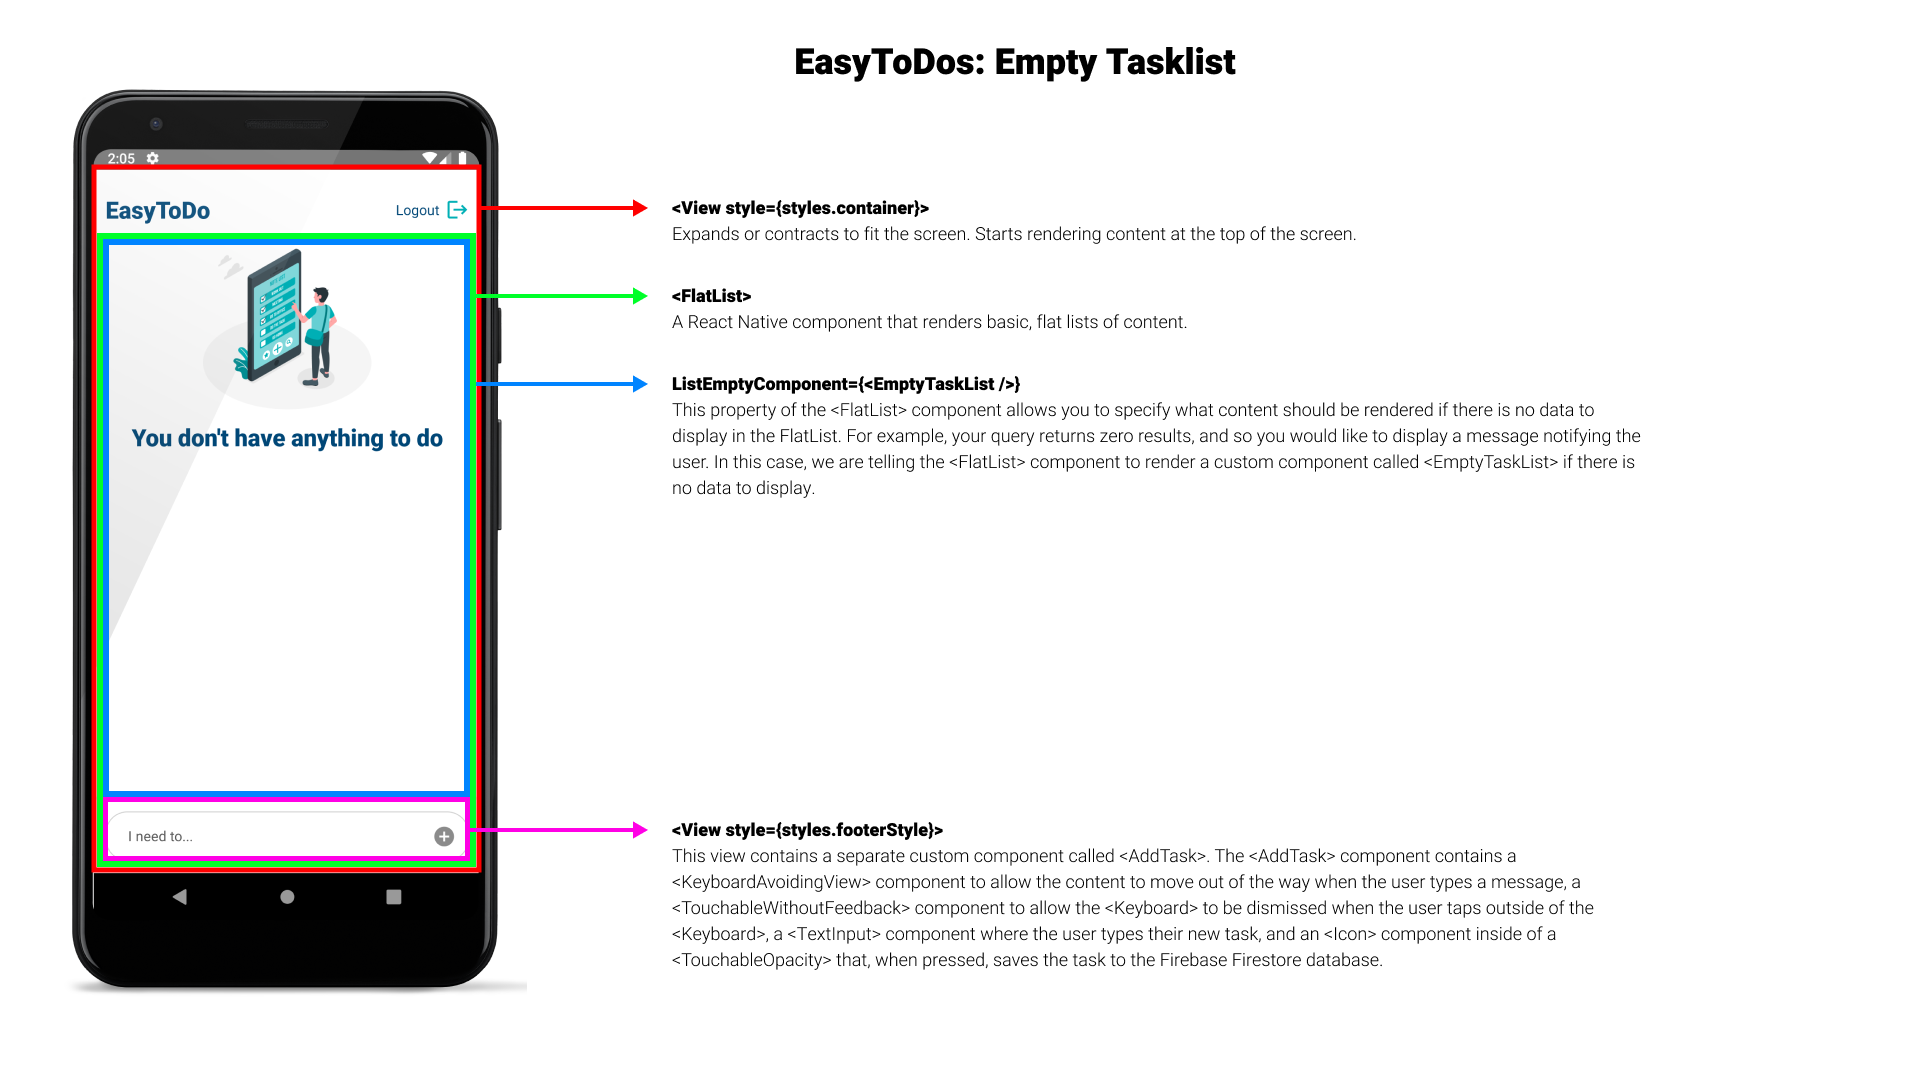 EasyToDos: Empty Tasklist
2:05
EasyToDo
Logout
You don't have anything to do
I need to...
<View style={styles.container}>
Expands or contracts to fit the screen. Starts rendering content at the top of the screen.
<FlatList>
A React Native component that renders basic, flat lists of content.
ListEmptyComponent={<EmptyTaskList />}
This property of the <FlatList> component allows you to specify what content should be rendered if there is no data to
display in the FlatList. For example, your query returns zero results, and so you would like to display a message notifying the
user. In this case, we are telling the <FlatList> component to render a custom component called <EmptyTaskList> if there is
no data to display.
<View style={styles.footerStyle}>
This view contains a separate custom component called <AddTask>. The <AddTask> component contains a
<KeyboardAvoidingView> component to allow the content to move out of the way when the user types a message, a
<TouchableWithoutFeedback> component to allow the <Keyboard> to be dismissed when the user taps outside of the
<Keyboard>, a <TextInput> component where the user types their new task, and an <Icon> component inside of a
<TouchableOpacity> that, when pressed, saves the task to the Firebase Firestore database.